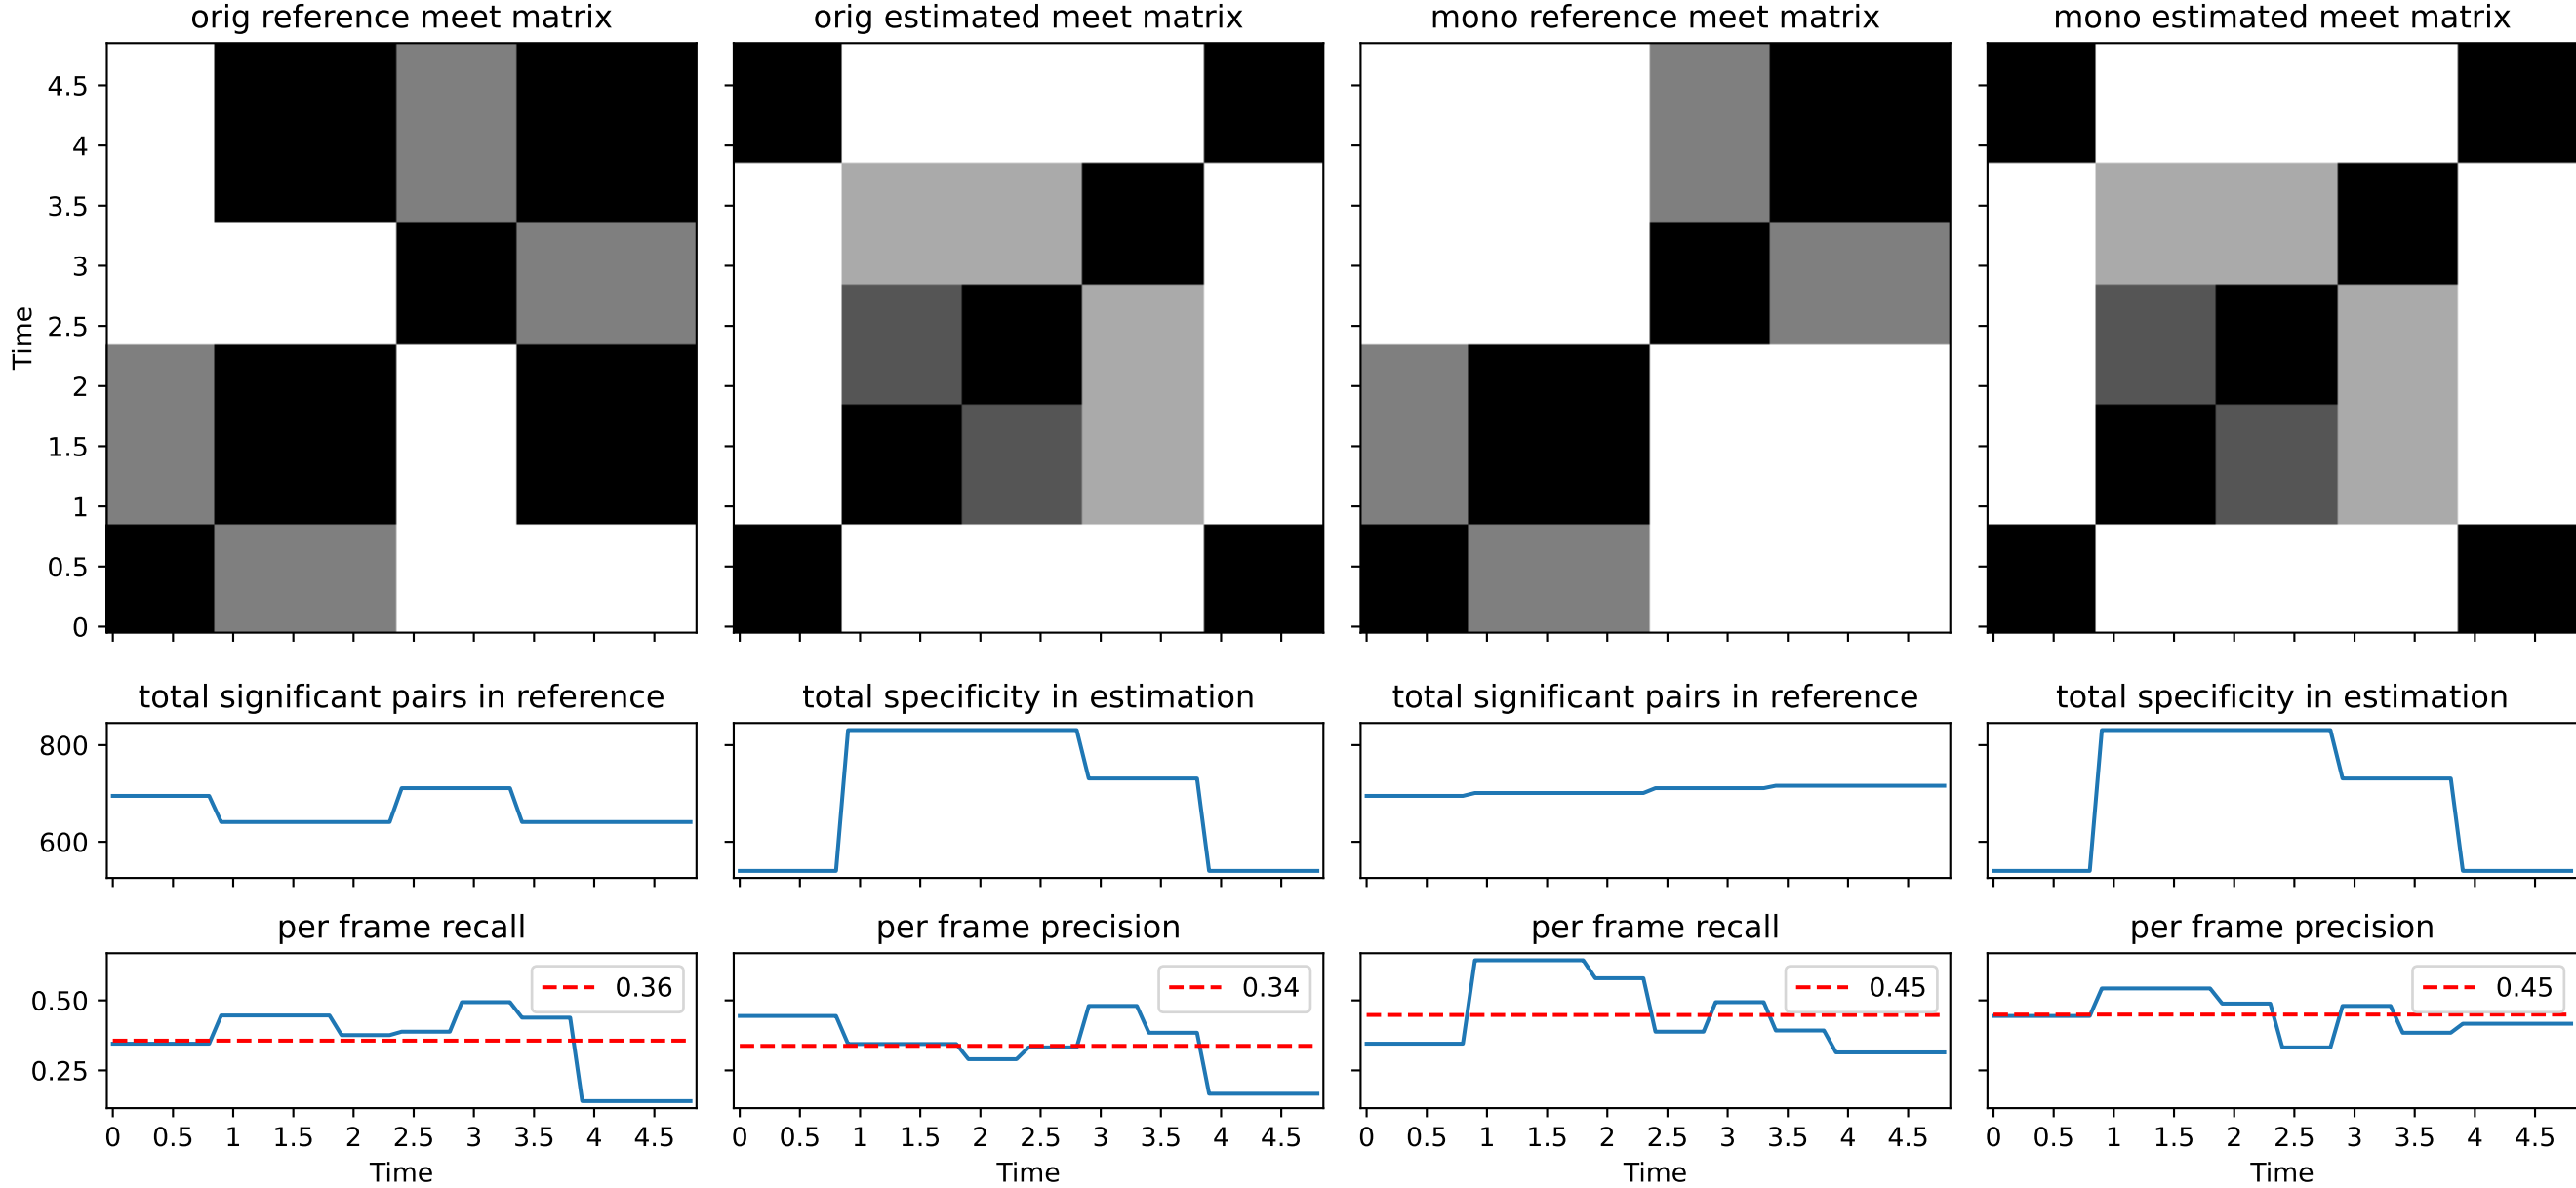 orig reference meet matrix
orig estimated meet matrix
mono reference meet matrix
mono estimated meet matrix
Time
4.5
4
3.5
3
2.5
2
1.5
1
0.5
0
total significant pairs in reference
total specificity in estimation
total significant pairs in reference
total specificity in estimation
800
600
per frame recall
per frame precision
per frame recall
per frame precision
0.50
0.25
0.36
0.34
0.45
0.45
0 0.5 1 1.5 2 2.5 3 3.5 4 4.5
0 0.5 1 1.5 2 2.5 3 3.5 4 4.5
0 0.5 1 1.5 2 2.5 3 3.5 4 4.5
0 0.5 1 1.5 2 2.5 3 3.5 4 4.5
Time
Time
Time
Time